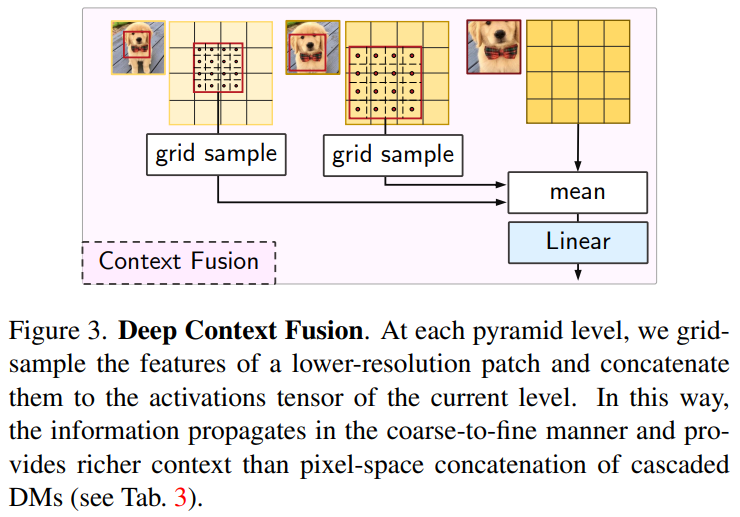 grid sample
grid sample
mean
Linear
Context Fusion
Figure 3. Deep Context Fusion. At each pyramid level, we grid-
sample the features of a lower-resolution patch and concatenate
them to the activations tensor of the current level. In this way,
the information propagates in the coarse-to-fine manner and pro-
vides richer context than pixel-space concatenation of cascaded
DMs (see Tab. 3).